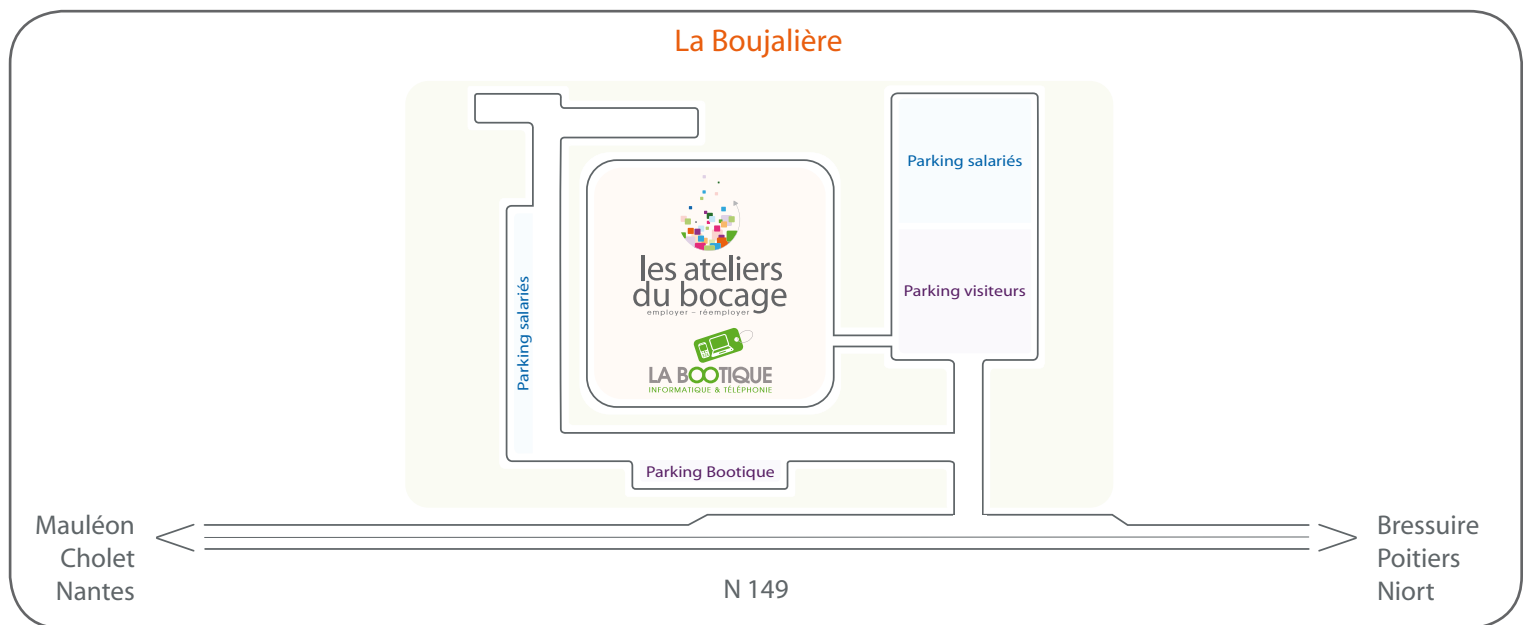 La Boujalière
Parking salariés
Parking visiteurs
Parking salariés
les ateliers
du bocage
employer – réemployer
LA BOOTIQUE
INFORMATIQUE & TÉLÉPHONIE
Parking Bootique
Mauléon
Cholet
Nantes
N 149
Bressuire
Poitiers
Niort